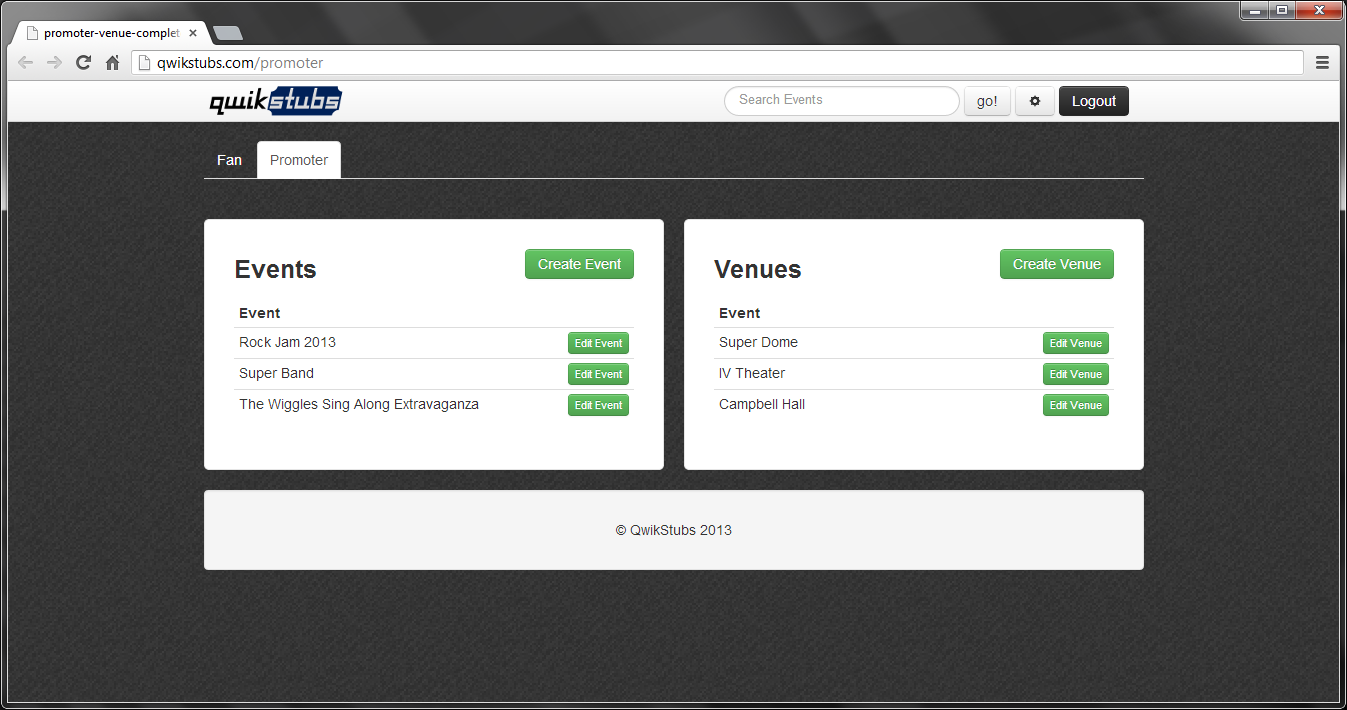 promoter-venue-complet
qwikstubs.com/promoter
qwikstubs
Search Events
go!
Logout
Fan
Promoter
Events
Create Event
Event
Rock Jam 2013
Edit Event
Super Band
Edit Event
The Wiggles Sing Along Extravaganza
Edit Event
Venues
Create Venue
Event
Super Dome
Edit Venue
IV Theater
Edit Venue
Campbell Hall
Edit Venue
© QwikStubs 2013